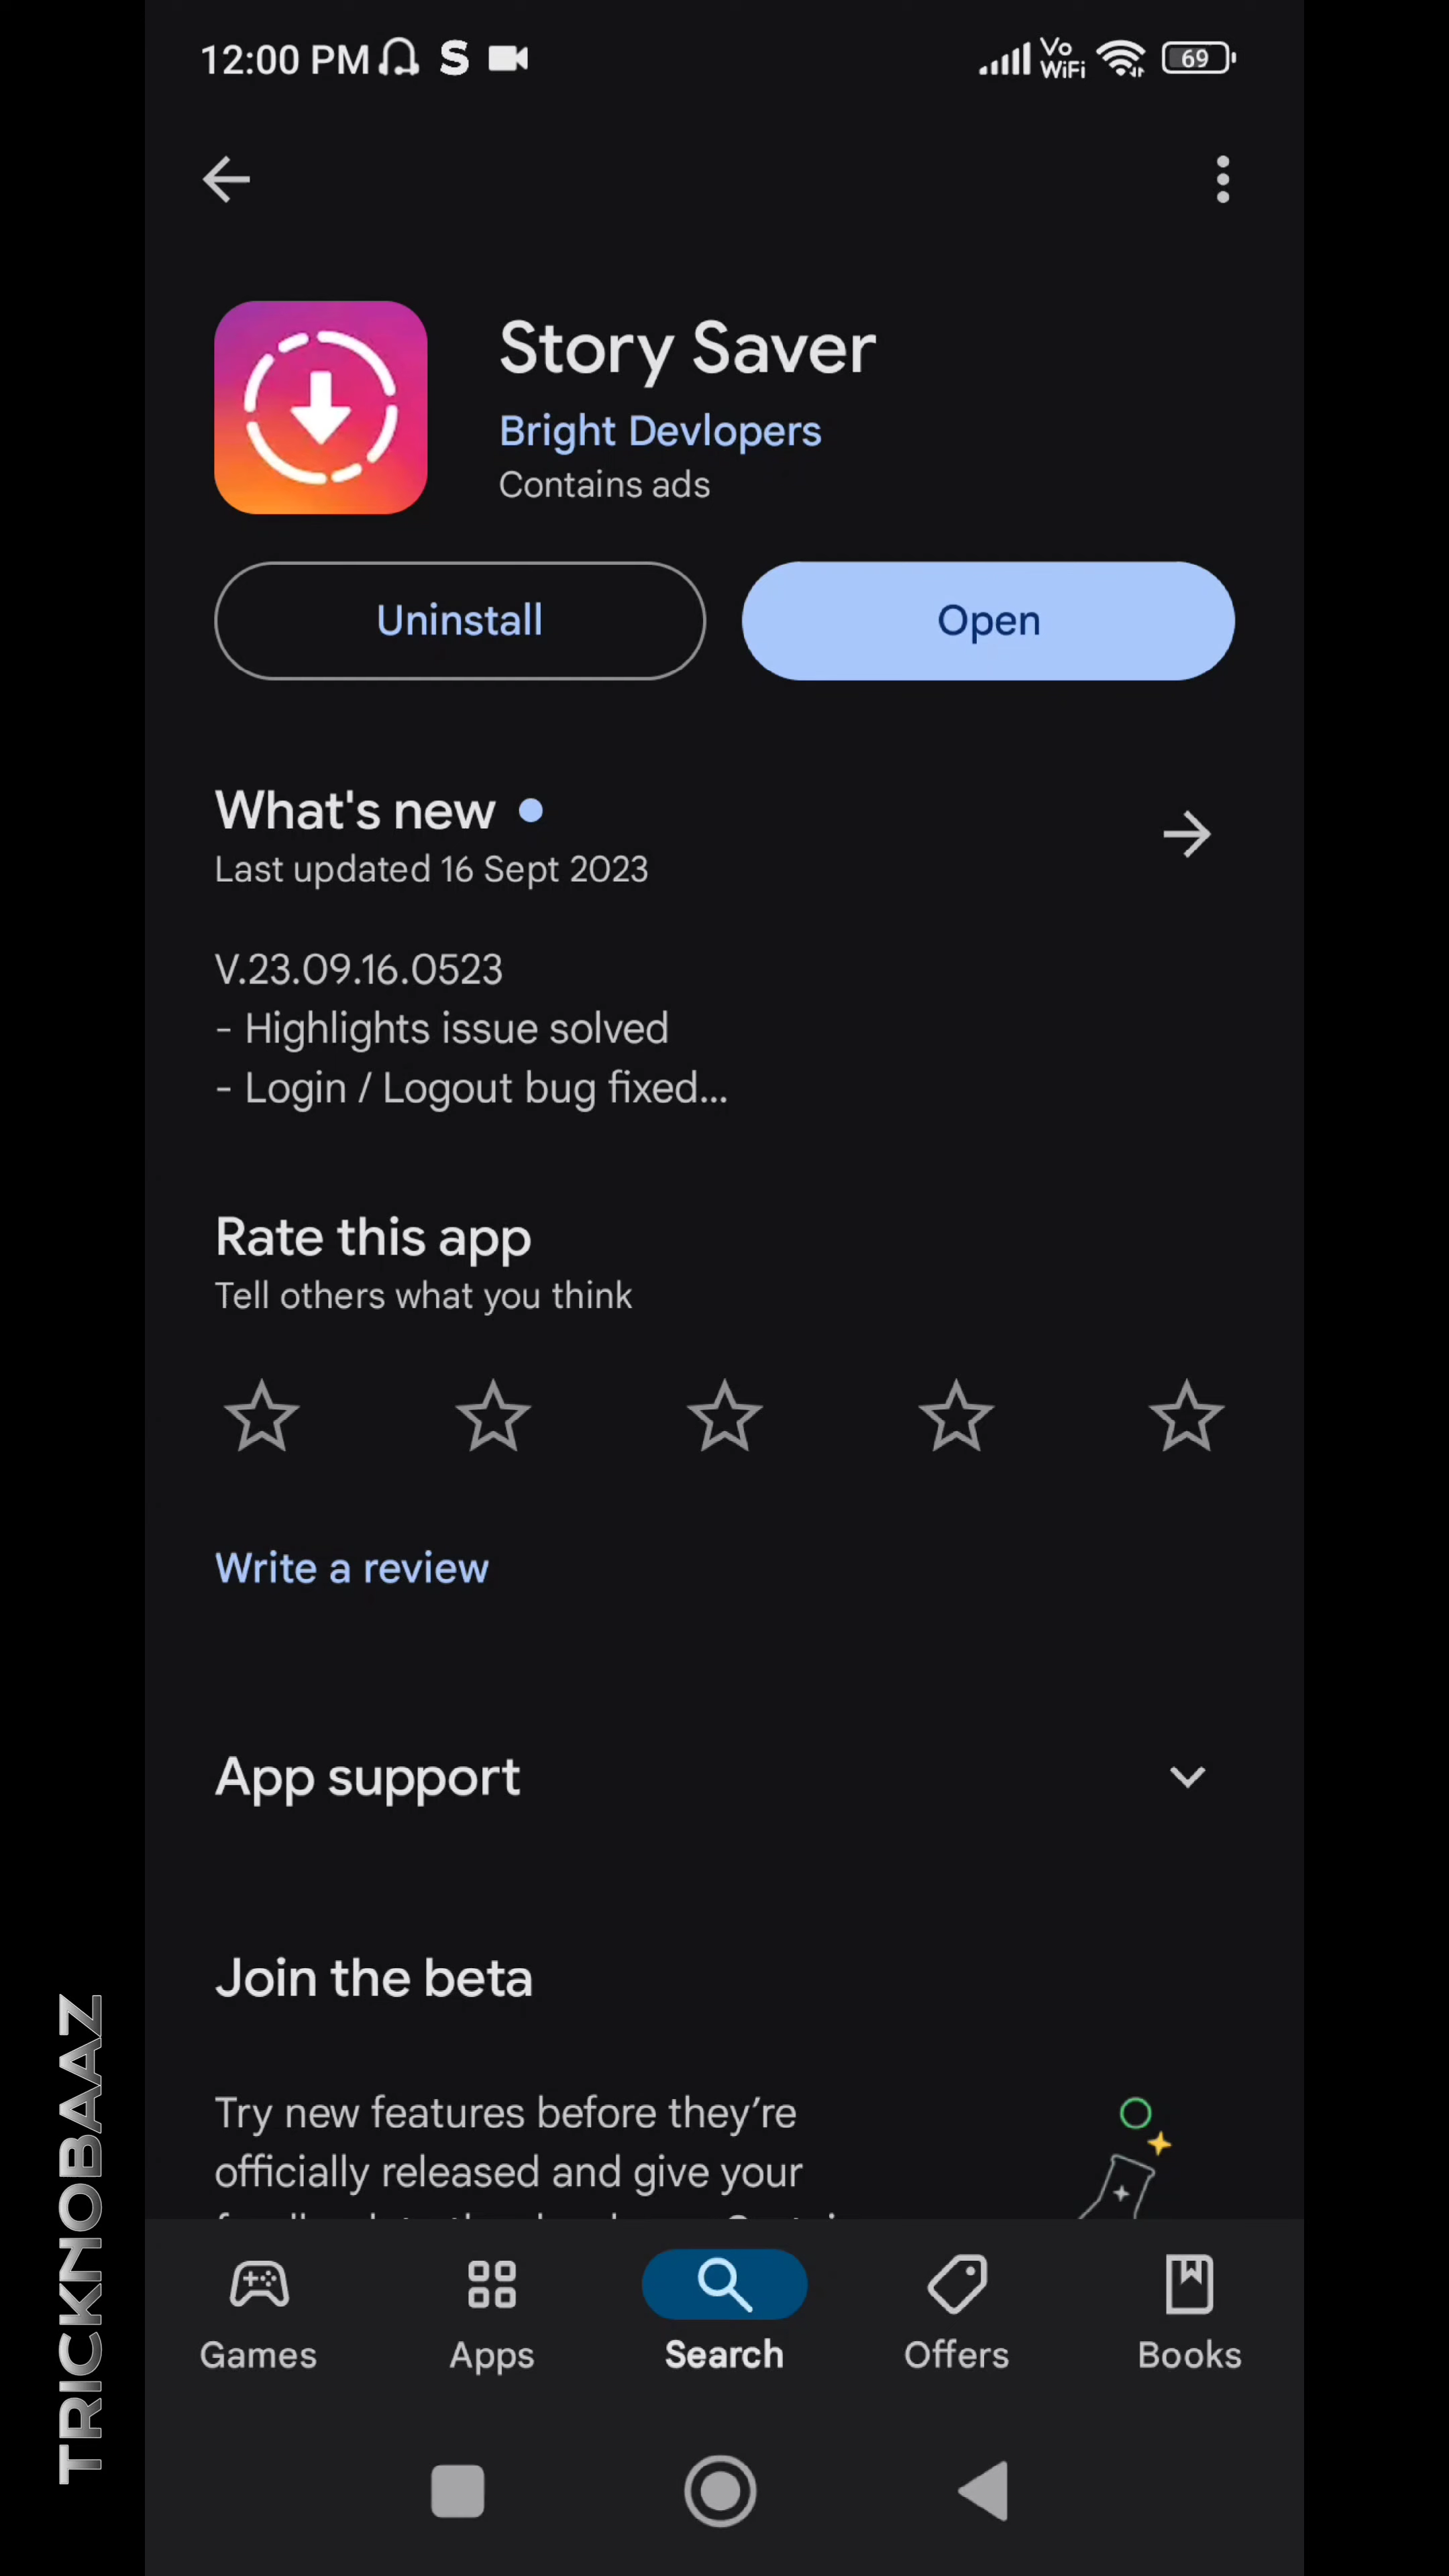 12:00 PM S
Vo
WiFi
69
Story Saver
Bright Devlopers
Contains ads
Uninstall
Open
What's new
Last updated 16 Sept 2023
V.23.09.16.0523
- Highlights issue solved
- Login / Logout bug fixed...
Rate this app
Tell others what you think
Write a review
App support
Join the beta
Try new features before they’re
officially released and give your
Games
Apps
Search
Offers
Books
TRICKNOBAAZ